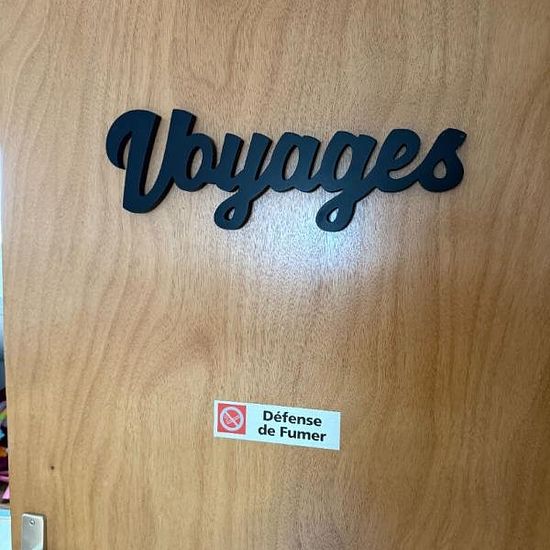 Voyages
Défense
de Fumer